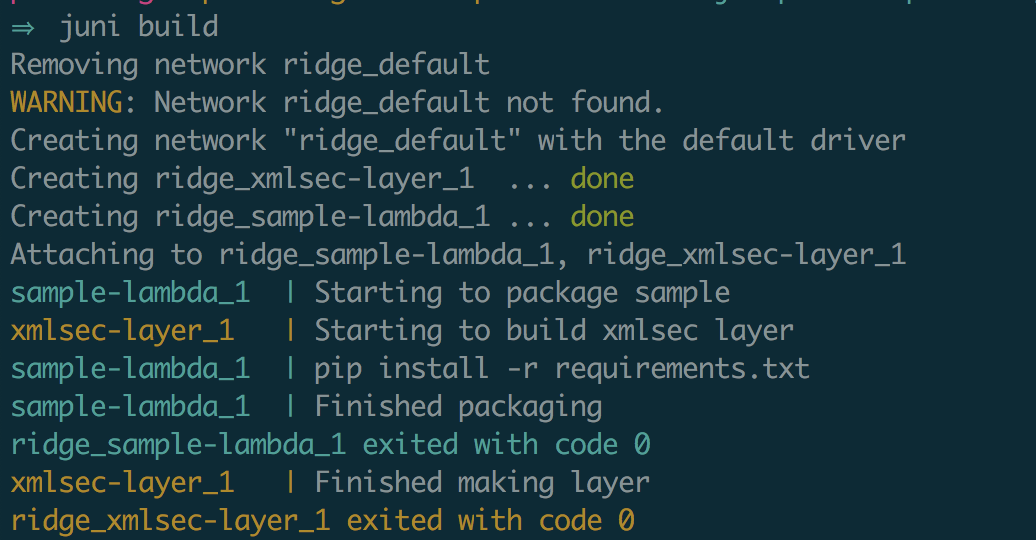 ⇒ juni build
Removing network ridge_default
WARNING: Network ridge_default not found.
Creating network "ridge_default" with the default driver
Creating ridge_xmlsec-layer_1  ... done
Creating ridge_sample-lambda_1 ... done
Attaching to ridge_sample-lambda_1, ridge_xmlsec-layer_1
sample-lambda_1  | Starting to package sample
xmlsec-layer_1   | Starting to build xmlsec layer
sample-lambda_1  | pip install -r requirements.txt
sample-lambda_1  | Finished packaging
ridge_sample-lambda_1 exited with code 0
xmlsec-layer_1   | Finished making layer
ridge_xmlsec-layer_1 exited with code 0